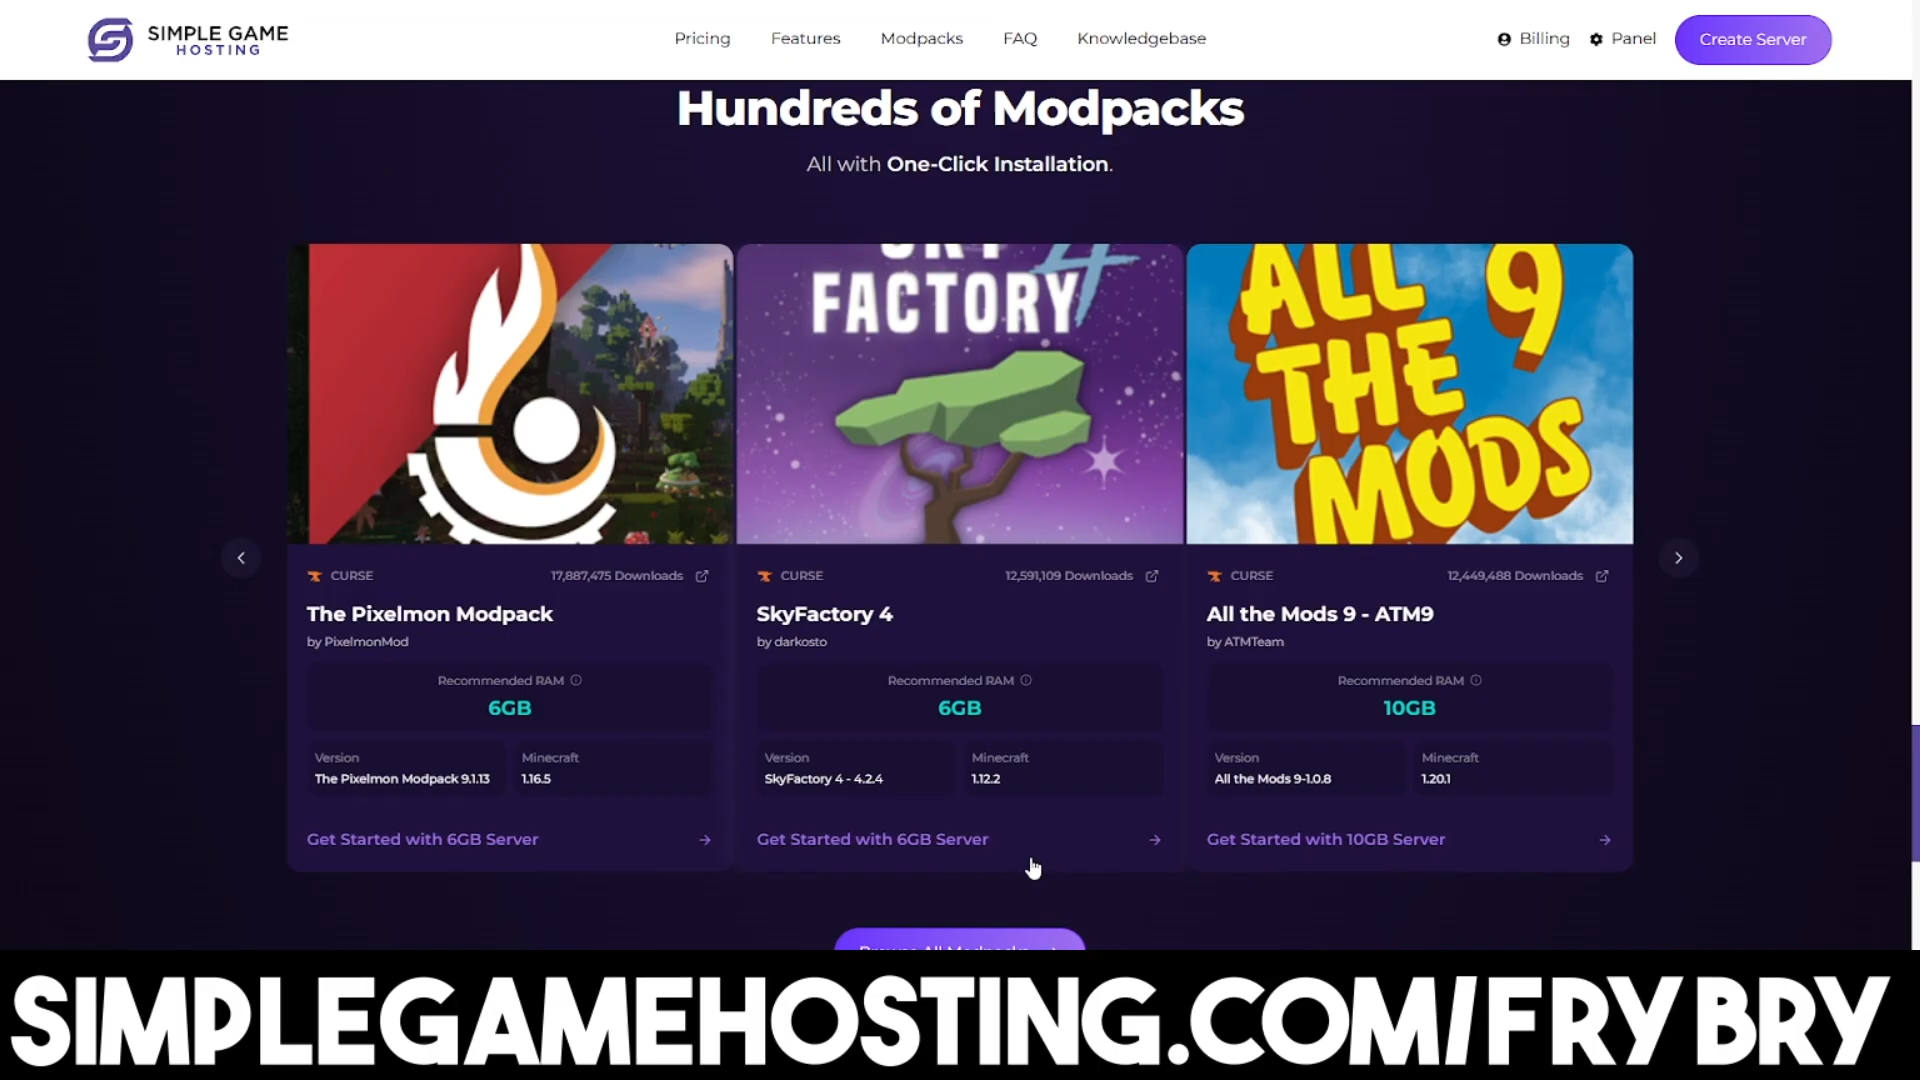 SIMPLE GAME
HOSTING
Pricing
Features
Modpacks
FAQ
Knowledgebase
Billing
Panel
Create Server
Hundreds of Modpacks
All with One-Click Installation.
SKY 4
FACTORY
ALL 9
THE
MODS
CURSE
17,887,475 Downloads
The Pixelmon Modpack
by PixelmonMod
Recommended RAM
6GB
Version
The Pixelmon Modpack 9.1.13
Minecraft
1.16.5
Get Started with 6GB Server
CURSE
12,591,109 Downloads
SkyFactory 4
by darkosto
Recommended RAM
6GB
Version
SkyFactory 4 - 4.2.4
Minecraft
1.12.2
Get Started with 6GB Server
CURSE
12,449,488 Downloads
All the Mods 9 - ATM9
by ATMTeam
Recommended RAM
10GB
Version
All the Mods 9-1.0.8
Minecraft
1.20.1
Get Started with 10GB Server
Browse All Modpacks
SIMPLEGAMEHOSTING.COM/FRYBRY